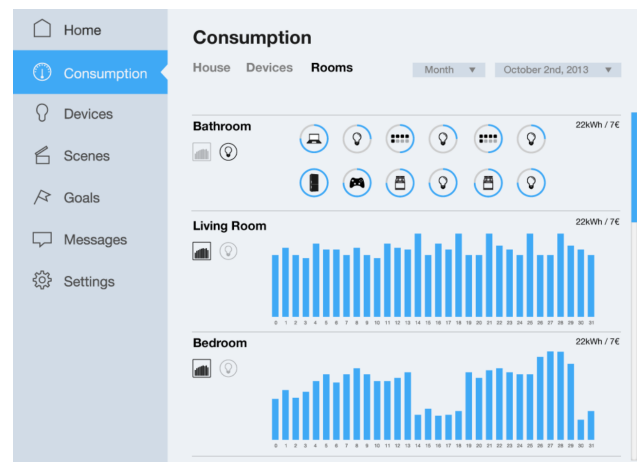 Home
Consumption
Devices
Scenes
Goals
Messages
Settings
Consumption
House Devices Rooms
Month ▼ October 2nd, 2013 ▼
Bathroom
22kWh / 7€
Living Room
22kWh / 7€
0 1 2 3 4 5 6 7 8 9 10 11 12 13 14 15 16 17 18 19 20 21 22 23 24 25 26 27 28 29 30 31
Bedroom
22kWh / 7€
0 1 2 3 4 5 6 7 8 9 10 11 12 13 14 15 16 17 18 19 20 21 22 23 24 25 26 27 28 29 30 31